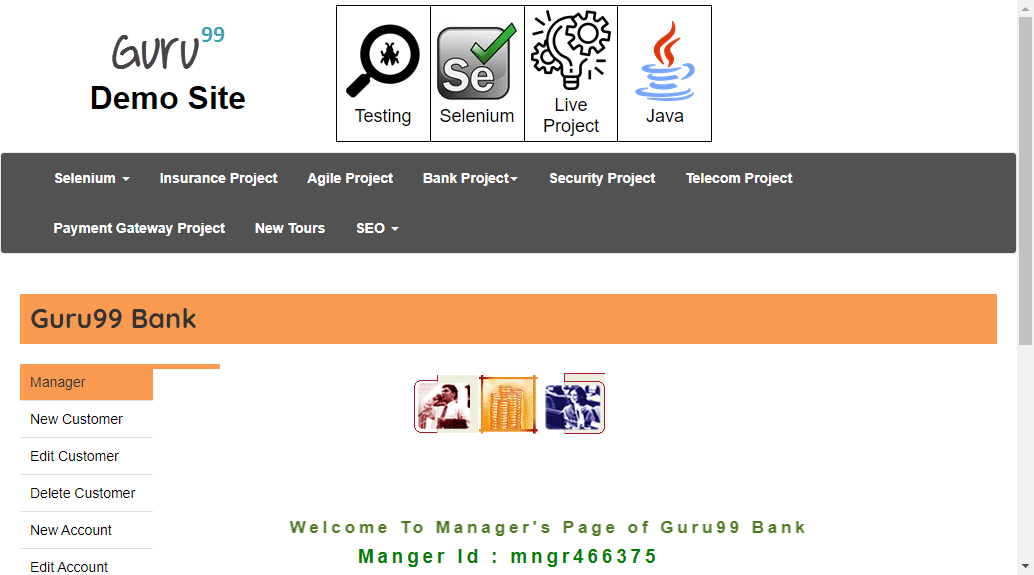 Guru99
Demo Site
Testing
Se
Selenium
Live
Project
Java
Selenium
Insurance Project
Agile Project
Bank Project
Security Project
Telecom Project
Payment Gateway Project
New Tours
SEO
Guru99 Bank
Manager
New Customer
Edit Customer
Delete Customer
New Account
Edit Account
Welcome To Manager's Page of Guru99 Bank
Manger Id : mngr466375